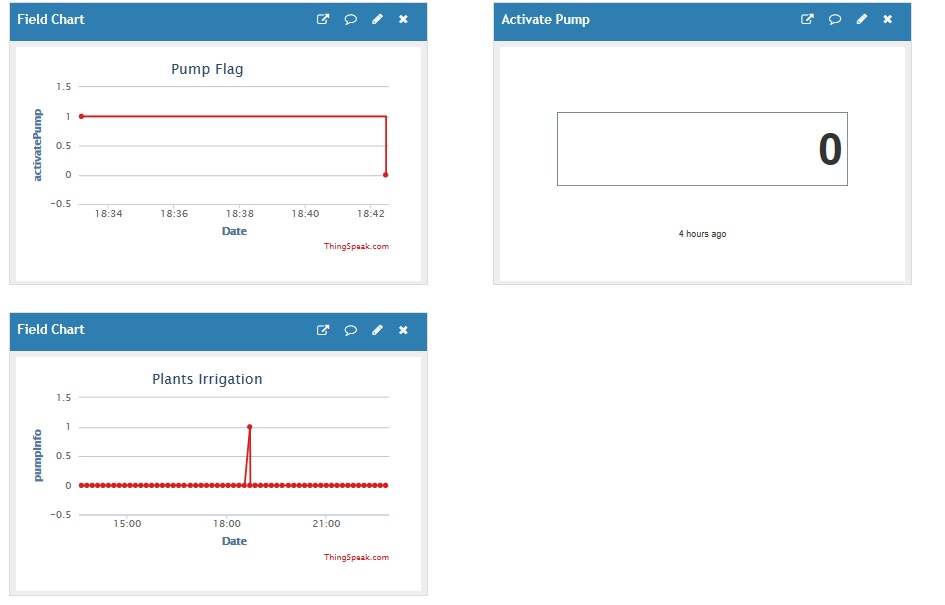 Field Chart
Pump Flag
activatePump
1.5
1
0.5
0
−0.5
18:34 18:36 18:38 18:40 18:42
Date
ThingSpeak.com
Activate Pump
0
4 hours ago
Field Chart
Plants Irrigation
pumpInfo
1.5
1
0.5
0
−0.5
15:00 18:00 21:00
Date
ThingSpeak.com